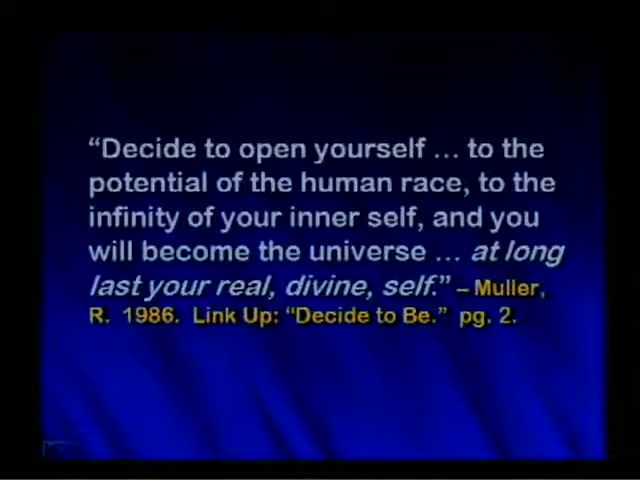 “Decide to open yourself … to the
potential of the human race, to the
infinity of your inner self, and you
will become the universe … at long
last your real, divine, self.” – Muller,
R. 1986. Link Up: “Decide to Be.” pg. 2.